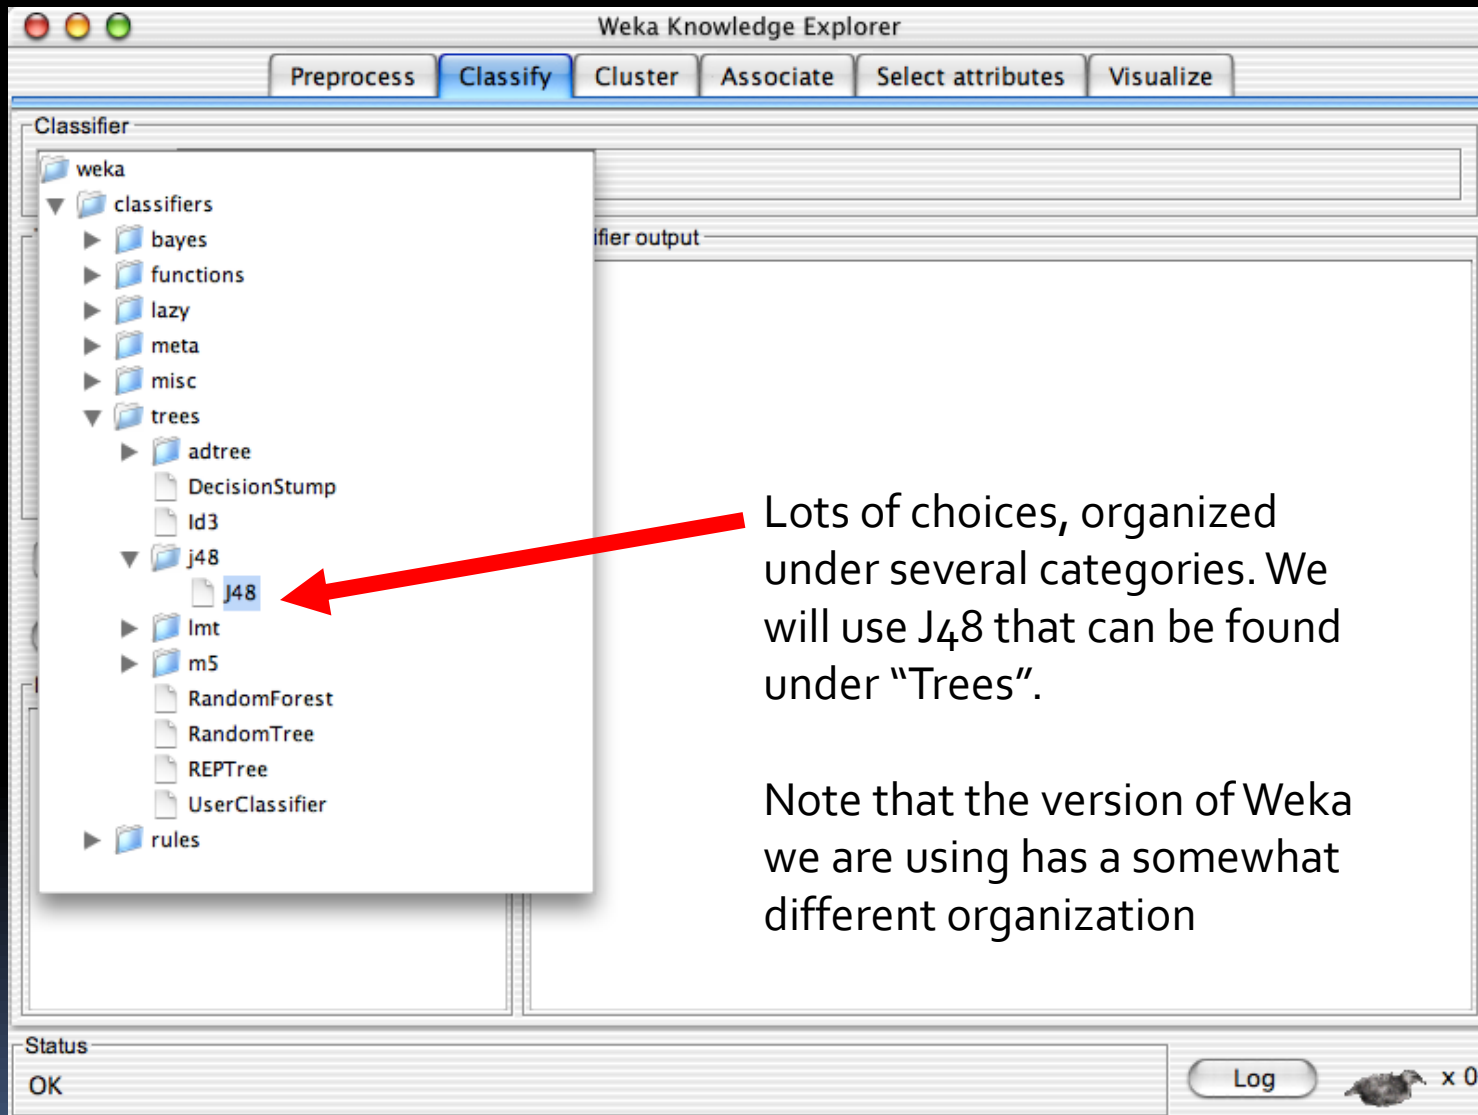 Weka Knowledge Explorer
Preprocess Classify Cluster Associate Select attributes Visualize
Classifier
weka
classifiers
bayes
ifier output
functions
lazy
meta
misc
trees
adtree
DecisionStump
Id3
j48
J48
lmt
m5
RandomForest
RandomTree
REPTree
UserClassifier
rules
Lots of choices, organized
under several categories. We
will use J48 that can be found
under “Trees”.
Note that the version of Weka
we are using has a somewhat
different organization
Status
OK
Log
x 0